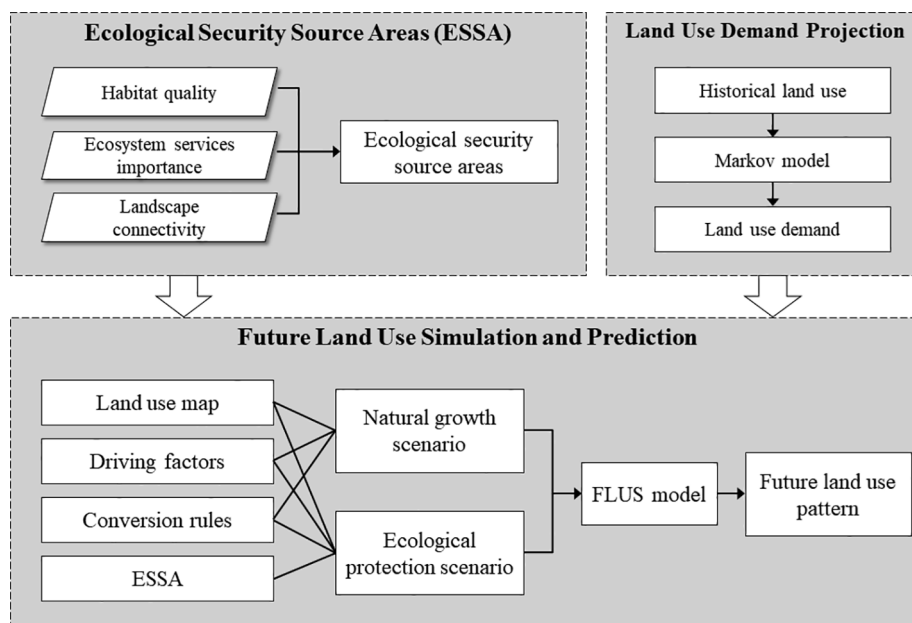 Ecological Security Source Areas (ESSA)
Habitat quality
Ecosystem services
importance
Landscape
connectivity
Ecological security
source areas
Land Use Demand Projection
Historical land use
Markov model
Land use demand
Future Land Use Simulation and Prediction
Land use map
Driving factors
Conversion rules
ESSA
Natural growth
scenario
Ecological
protection scenario
FLUS model
Future land use
pattern